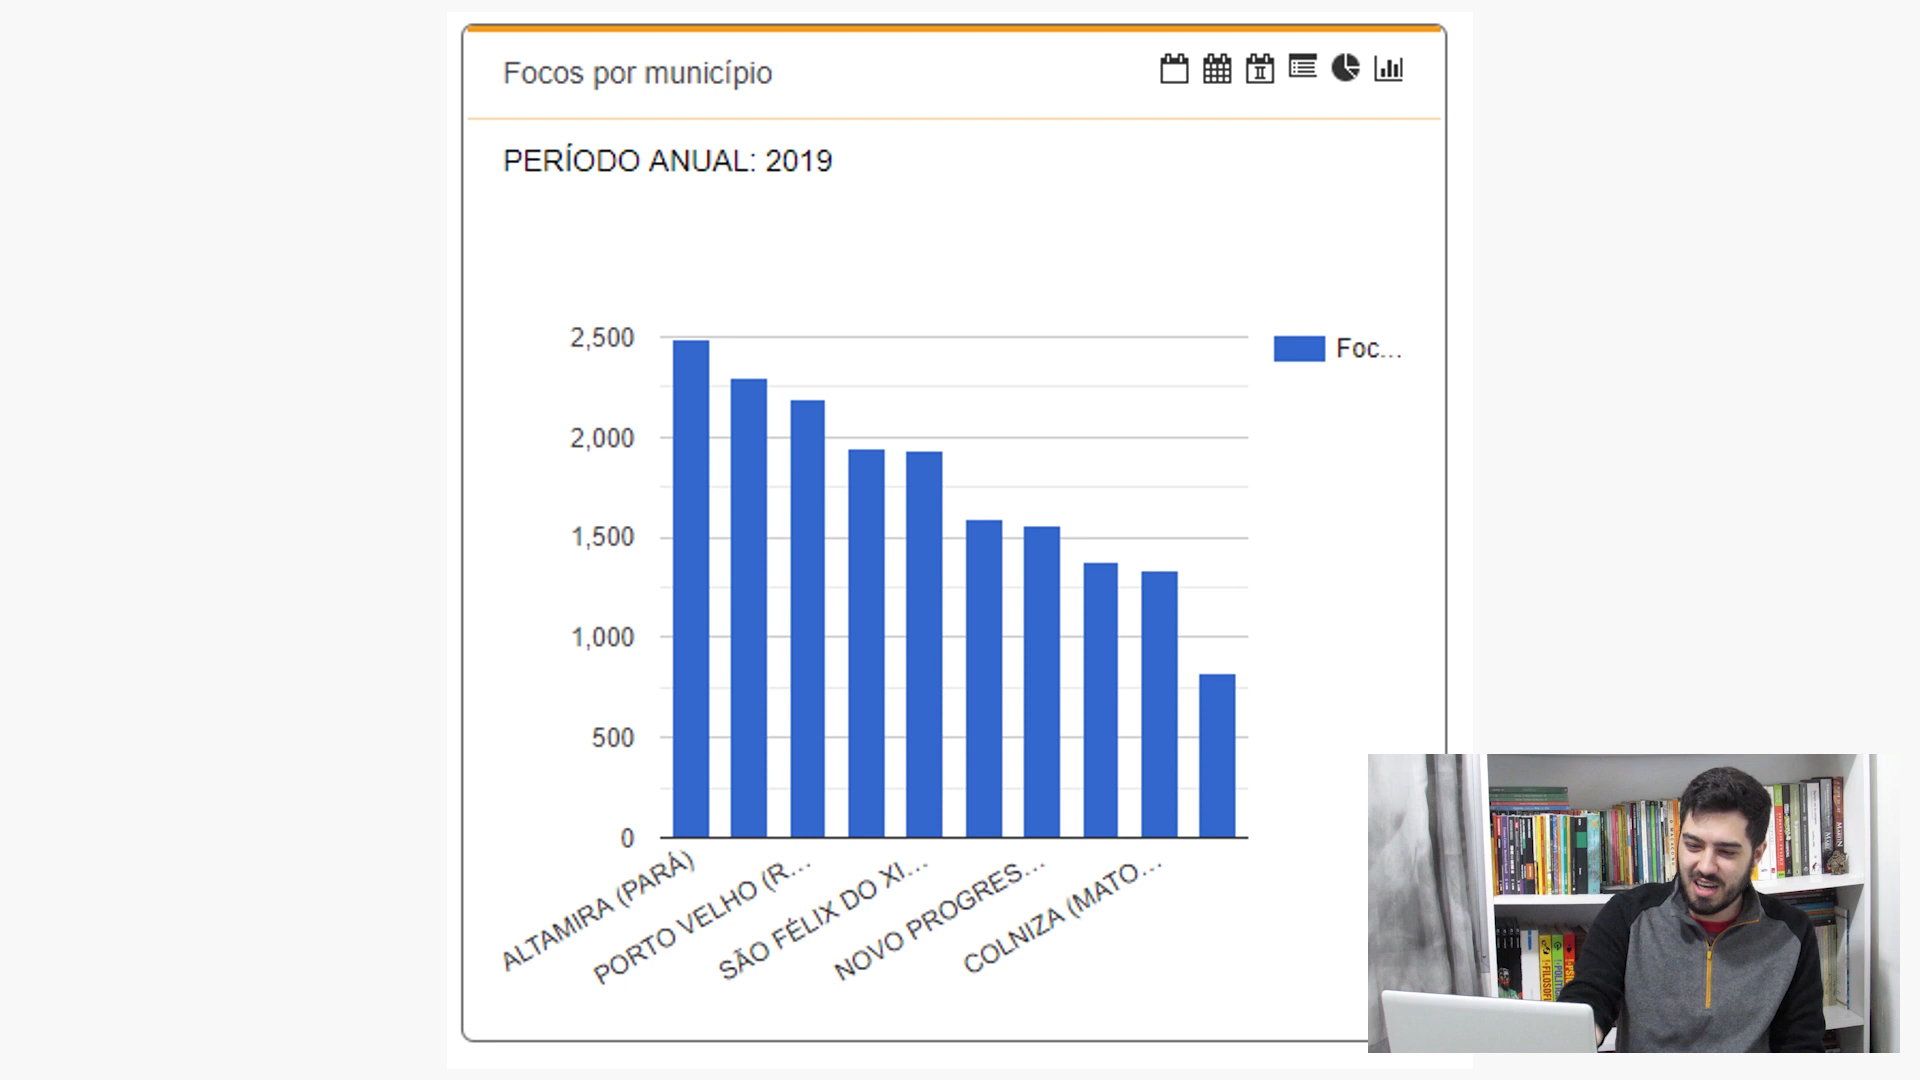 Focos por município
PERÍODO ANUAL: 2019
2,500
2,000
1,500
1,000
500
0
Foc...
ALTAMIRA (PARÁ)
PORTO VELHO (R...
SÃO FÉLIX DO XI...
NOVO PROGRES...
COLNIZA (MATO...